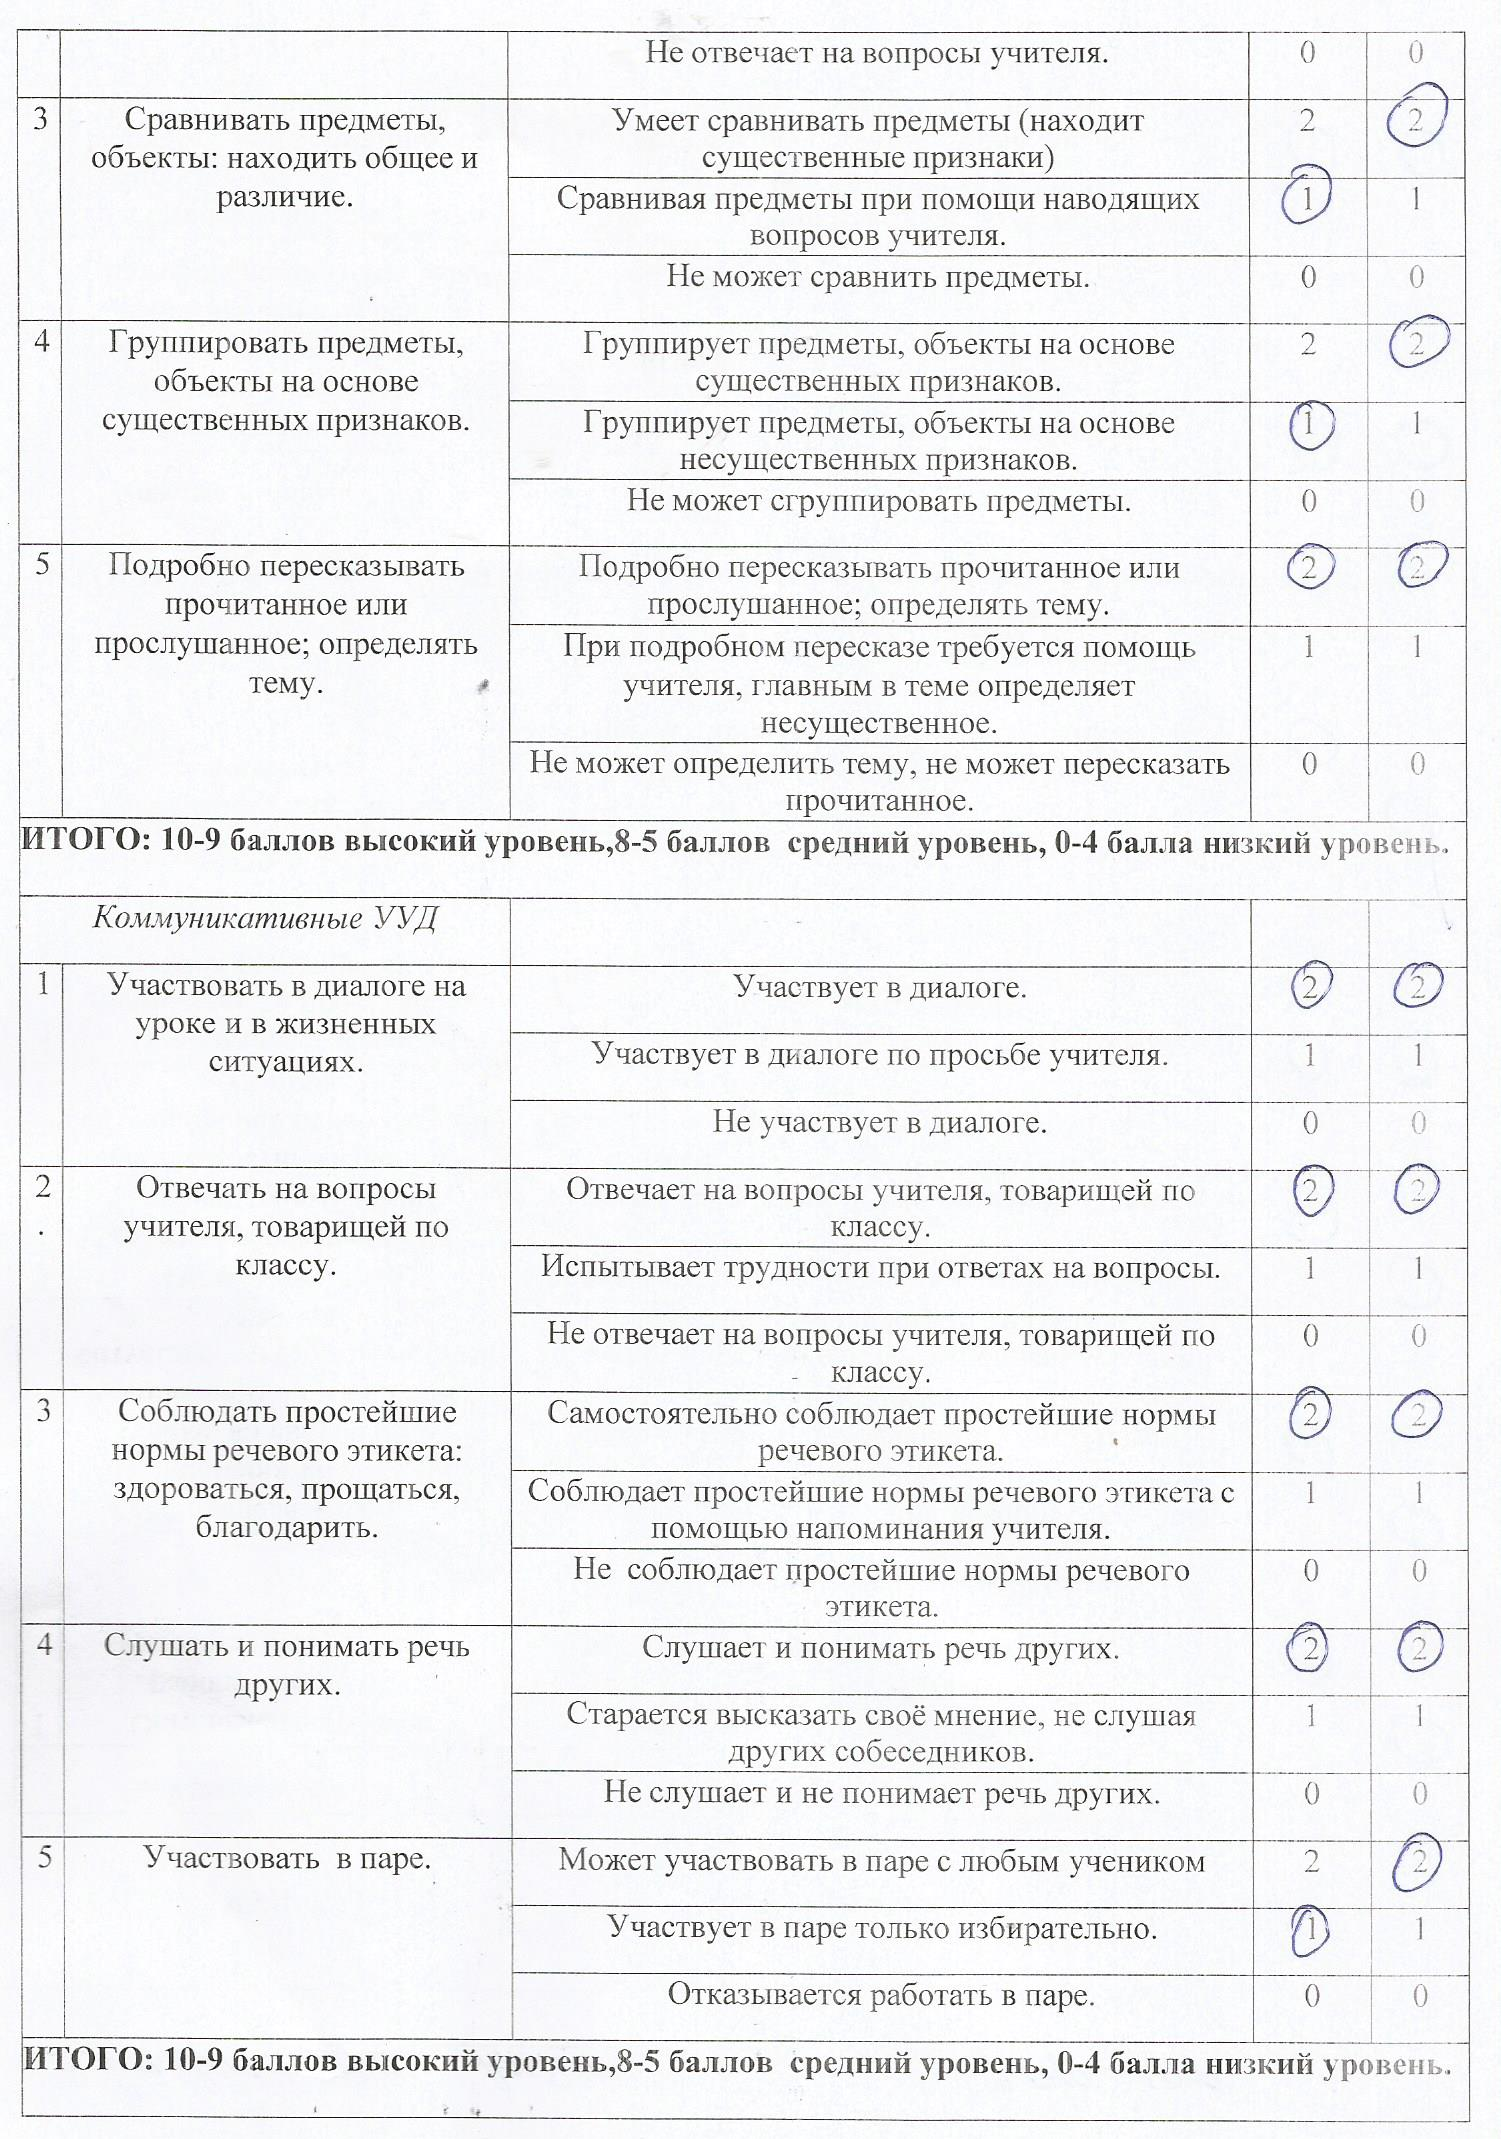 Не отвечает на вопросы учителя. 0 0
3 Сравнивать предметы, Умеет сравнивать предметы (находит 2 2
объекты: находить общее и существенные признаки)
различие. Сравнивая предметы при помощи наводящих 1 1
вопросов учителя.
Не может сравнить предметы. 0 0
4 Группировать предметы, Группирует предметы, объекты на основе 2 2
объекты на основе существенных признаков.
существенных признаков. Группирует предметы, объекты на основе 1 1
несущественных признаков.
Не может сгруппировать предметы. 0 0
5 Подробно пересказывать Подробно пересказывать прочитанное или 2 2
прочитанное или прослушанное; определять тему.
прослушанное; определять При подробном пересказе требуется помощь 1 1
тему. учителя, главным в теме определяет
несущественное.
Не может определить тему, не может пересказать 0 0
прочитанное.
ИТОГО: 10-9 баллов высокий уровень,8-5 баллов средний уровень, 0-4 балла низкий уровень.
Коммуникативные УУД
1 Участвовать в диалоге на Участвует в диалоге. 2 2
уроке и в жизненных
ситуациях. Участвует в диалоге по просьбе учителя. 1 1
Не участвует в диалоге. 0 0
2 Отвечать на вопросы Отвечает на вопросы учителя, товарищей по 2 2
. учителя, товарищей по классу.
классу. Испытывает трудности при ответах на вопросы. 1 1
Не отвечает на вопросы учителя, товарищей по 0 0
классу.
3 Соблюдать простейшие Самостоятельно соблюдает простейшие нормы 2 2
нормы речевого этикета: речевого этикета.
здороваться, прощаться, Соблюдает простейшие нормы речевого этикета с 1 1
благодарить. помощью напоминания учителя.
Не соблюдает простейшие нормы речевого 0 0
этикета.
4 Слушать и понимать речь Слушает и понимать речь других. 2 2
других.
Старается высказать своё мнение, не слушая 1 1
других собеседников.
Не слушает и не понимает речь других. 0 0
5 Участвовать в паре. Может участвовать в паре с любым учеником 2 2
Участвует в паре только избирательно. 1 1
Отказывается работать в паре. 0 0
ИТОГО: 10-9 баллов высокий уровень,8-5 баллов средний уровень, 0-4 балла низкий уровень.